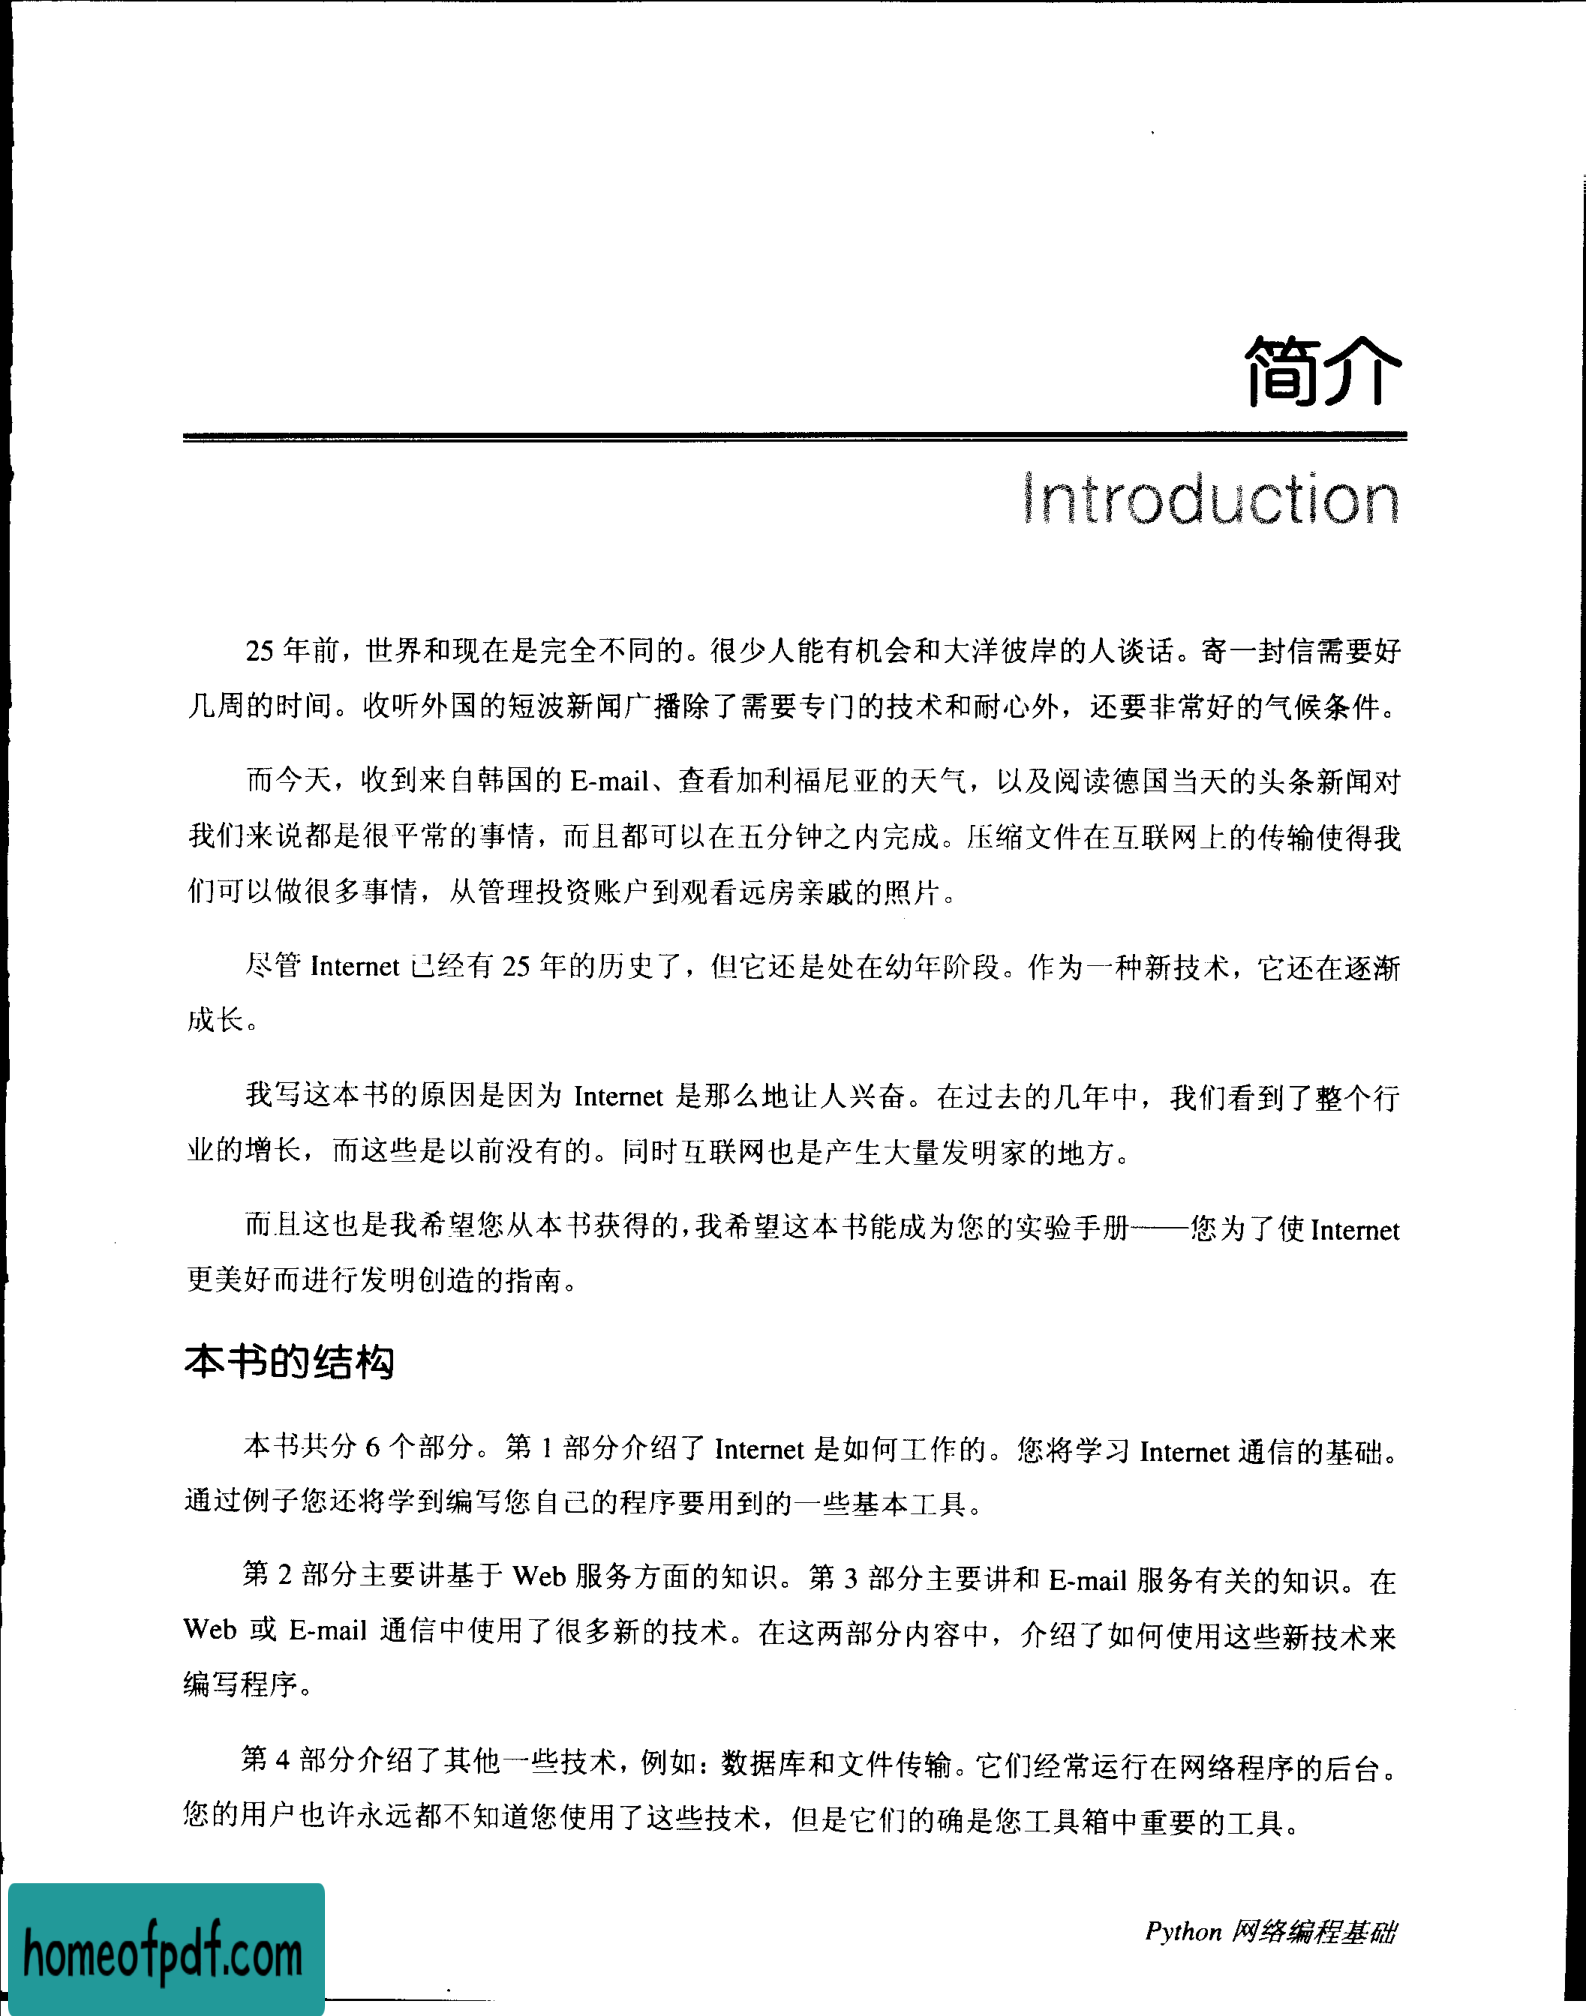 简介
Introduction
25 年前，世界和现在是完全不同的。很少人能有机会和大洋彼岸的人谈话。寄一封信需要好
几周的时间。收听外国的短波新闻广播除了需要专门的技术和耐心外，还要非常好的气候条件。
而今天，收到来自韩国的 E-mail、查看加利福尼亚的天气，以及阅读德国当天的头条新闻对
我们来说都是很平常的事情，而且都可以在五分钟之内完成。压缩文件在互联网上的传输使得我
们可以做很多事情，从管理投资账户到观看远房亲戚的照片。
尽管 Internet 已经有 25 年的历史了，但它还是处在幼年阶段。作为一种新技术，它还在逐渐
成长。
我写这本书的原因是因为 Internet 是那么地让人兴奋。在过去的几年中，我们看到了整个行
业的增长，而这些是以前没有的。同时互联网也是产生大量发明家的地方。
而且这也是我希望您从本书获得的，我希望这本书能成为您的实验手册——您为了使 Internet
更美好而进行发明创造的指南。
本书的结构
本书共分 6 个部分。第 1 部分介绍了 Internet 是如何工作的。您将学习 Internet 通信的基础。
通过例子您还将学到编写您自己的程序要用到的一些基本工具。
第 2 部分主要讲基于 Web 服务方面的知识。第 3 部分主要讲和 E-mail 服务有关的知识。在
Web 或 E-mail 通信中使用了很多新的技术。在这两部分内容中，介绍了如何使用这些新技术来
编写程序。
第 4 部分介绍了其他一些技术，例如：数据库和文件传输。它们经常运行在网络程序的后台。
您的用户也许永远都不知道您使用了这些技术，但是它们的确是您工具箱中重要的工具。
Python 网络编程基础
homeofpdf.com